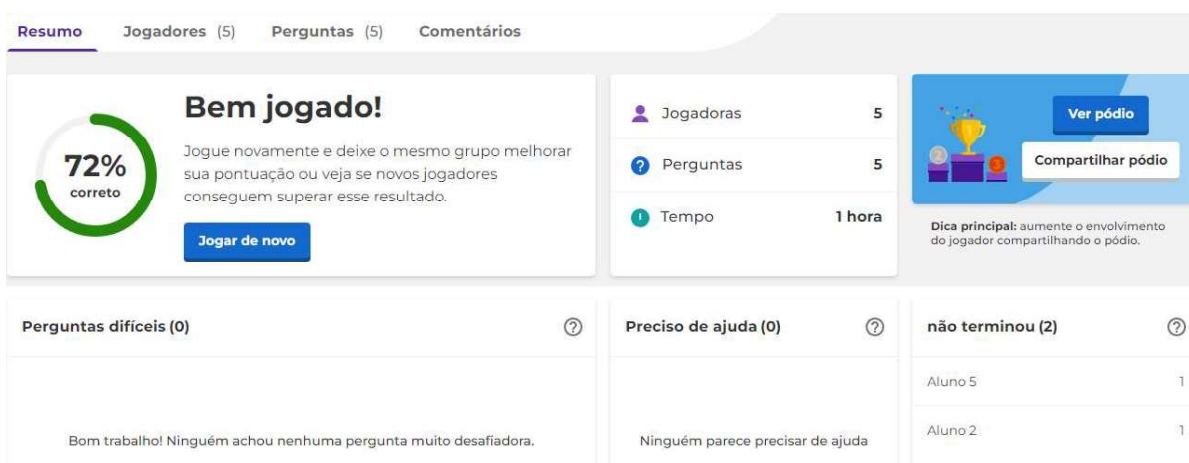 Resumo Jogadores (5) Perguntas (5) Comentários
72%
correto
Bem jogado!
Jogue novamente e deixe o mesmo grupo melhorar
sua pontuação ou veja se novos jogadores
conseguem superar esse resultado.
Jogar de novo
Jogadoras 5
Perguntas 5
Tempo 1 hora
2
3
Ver pódio
Compartilhar pódio
Dica principal: aumente o envolvimento
do jogador compartilhando o pódio.
Perguntas difíceis (0) ?
Bom trabalho! Ninguém achou nenhuma pergunta muito desafiadora.
Preciso de ajuda (0) ?
Ninguém parece precisar de ajuda
não terminou (2) ?
Aluno 5 1
Aluno 2 1